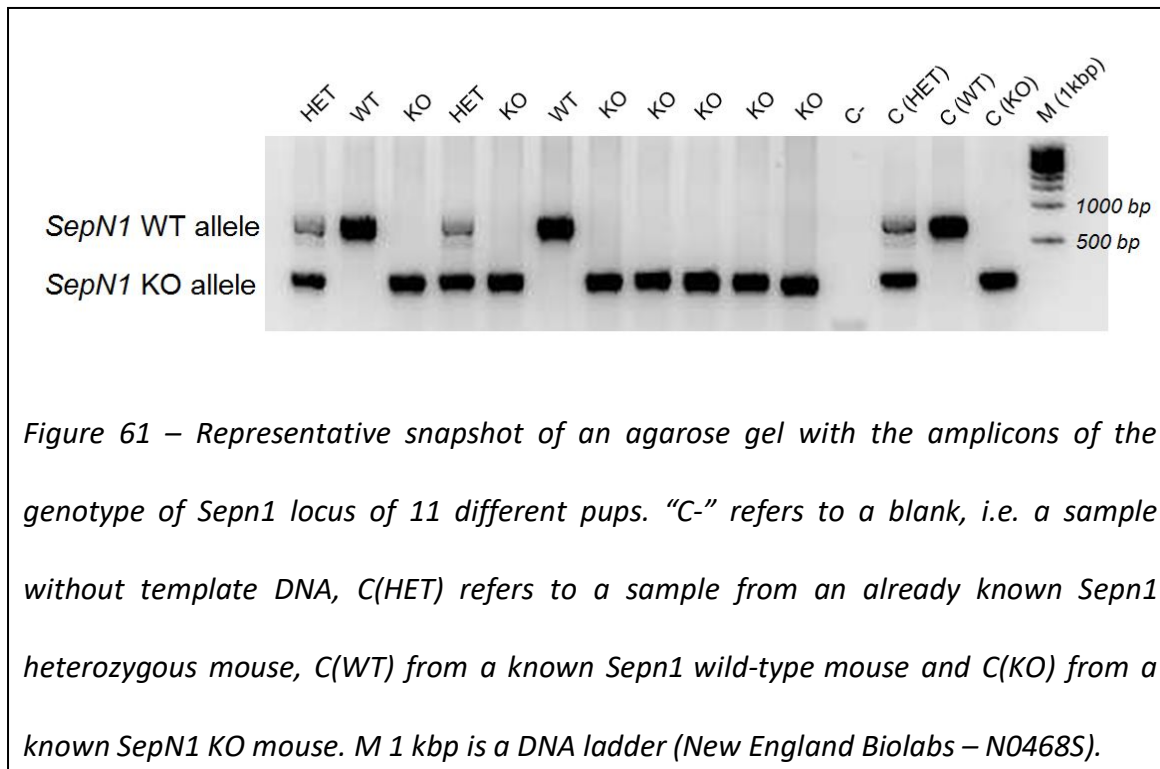 HET WT KO HET KO WT KO KO KO KO KO C- C (HET) C (WT) C (KO) M (1kbp)
SepN1 WT allele
1000 bp
500 bp
SepN1 KO allele
Figure 61 – Representative snapshot of an agarose gel with the amplicons of the
genotype of Sepn1 locus of 11 different pups. “C-” refers to a blank, i.e. a sample
without template DNA, C(HET) refers to a sample from an already known Sepn1
heterozygous mouse, C(WT) from a known Sepn1 wild-type mouse and C(KO) from a
known SepN1 KO mouse. M 1 kbp is a DNA ladder (New England Biolabs – N0468S).